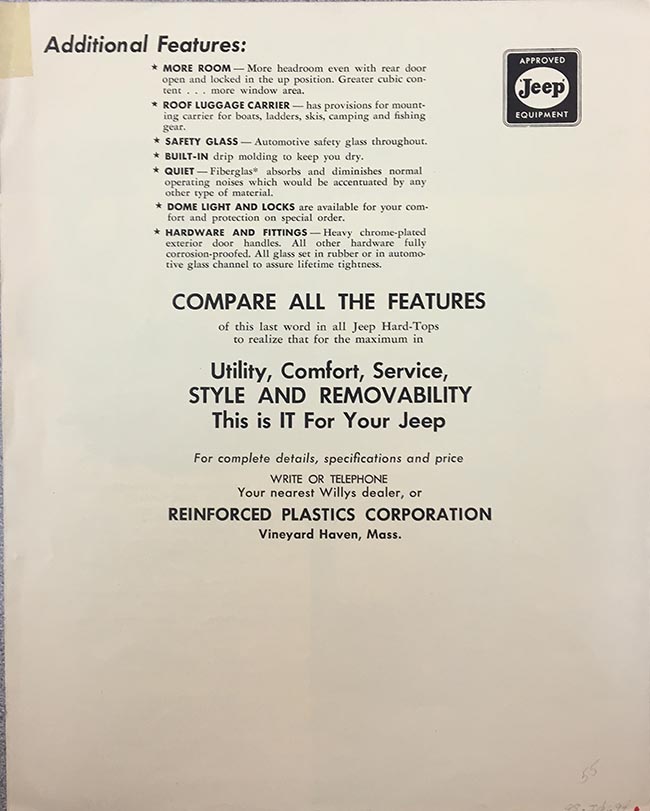 Additional Features:
APPROVED
"Jeep"
EQUIPMENT
★ MORE ROOM — More headroom even with rear door
open and locked in the up position. Greater cubic con-
tent . . . more window area.
★ ROOF LUGGAGE CARRIER — has provisions for mount-
ing carrier for boats, ladders, skis, camping and fishing
gear.
★ SAFETY GLASS — Automotive safety glass throughout.
★ BUILT-IN drip molding to keep you dry.
★ QUIET — Fiberglas* absorbs and diminishes normal
operating noises which would be accentuated by any
other type of material.
★ DOME LIGHT AND LOCKS are available for your com-
fort and protection on special order.
★ HARDWARE AND FITTINGS — Heavy chrome-plated
exterior door handles. All other hardware fully
corrosion-proofed. All glass set in rubber or in automo-
tive glass channel to assure lifetime tightness.
COMPARE ALL THE FEATURES
of this last word in all Jeep Hard-Tops
to realize that for the maximum in
Utility, Comfort, Service,
STYLE AND REMOVABILITY
This is IT For Your Jeep
For complete details, specifications and price
WRITE OR TELEPHONE
Your nearest Willys dealer, or
REINFORCED PLASTICS CORPORATION
Vineyard Haven, Mass.
55